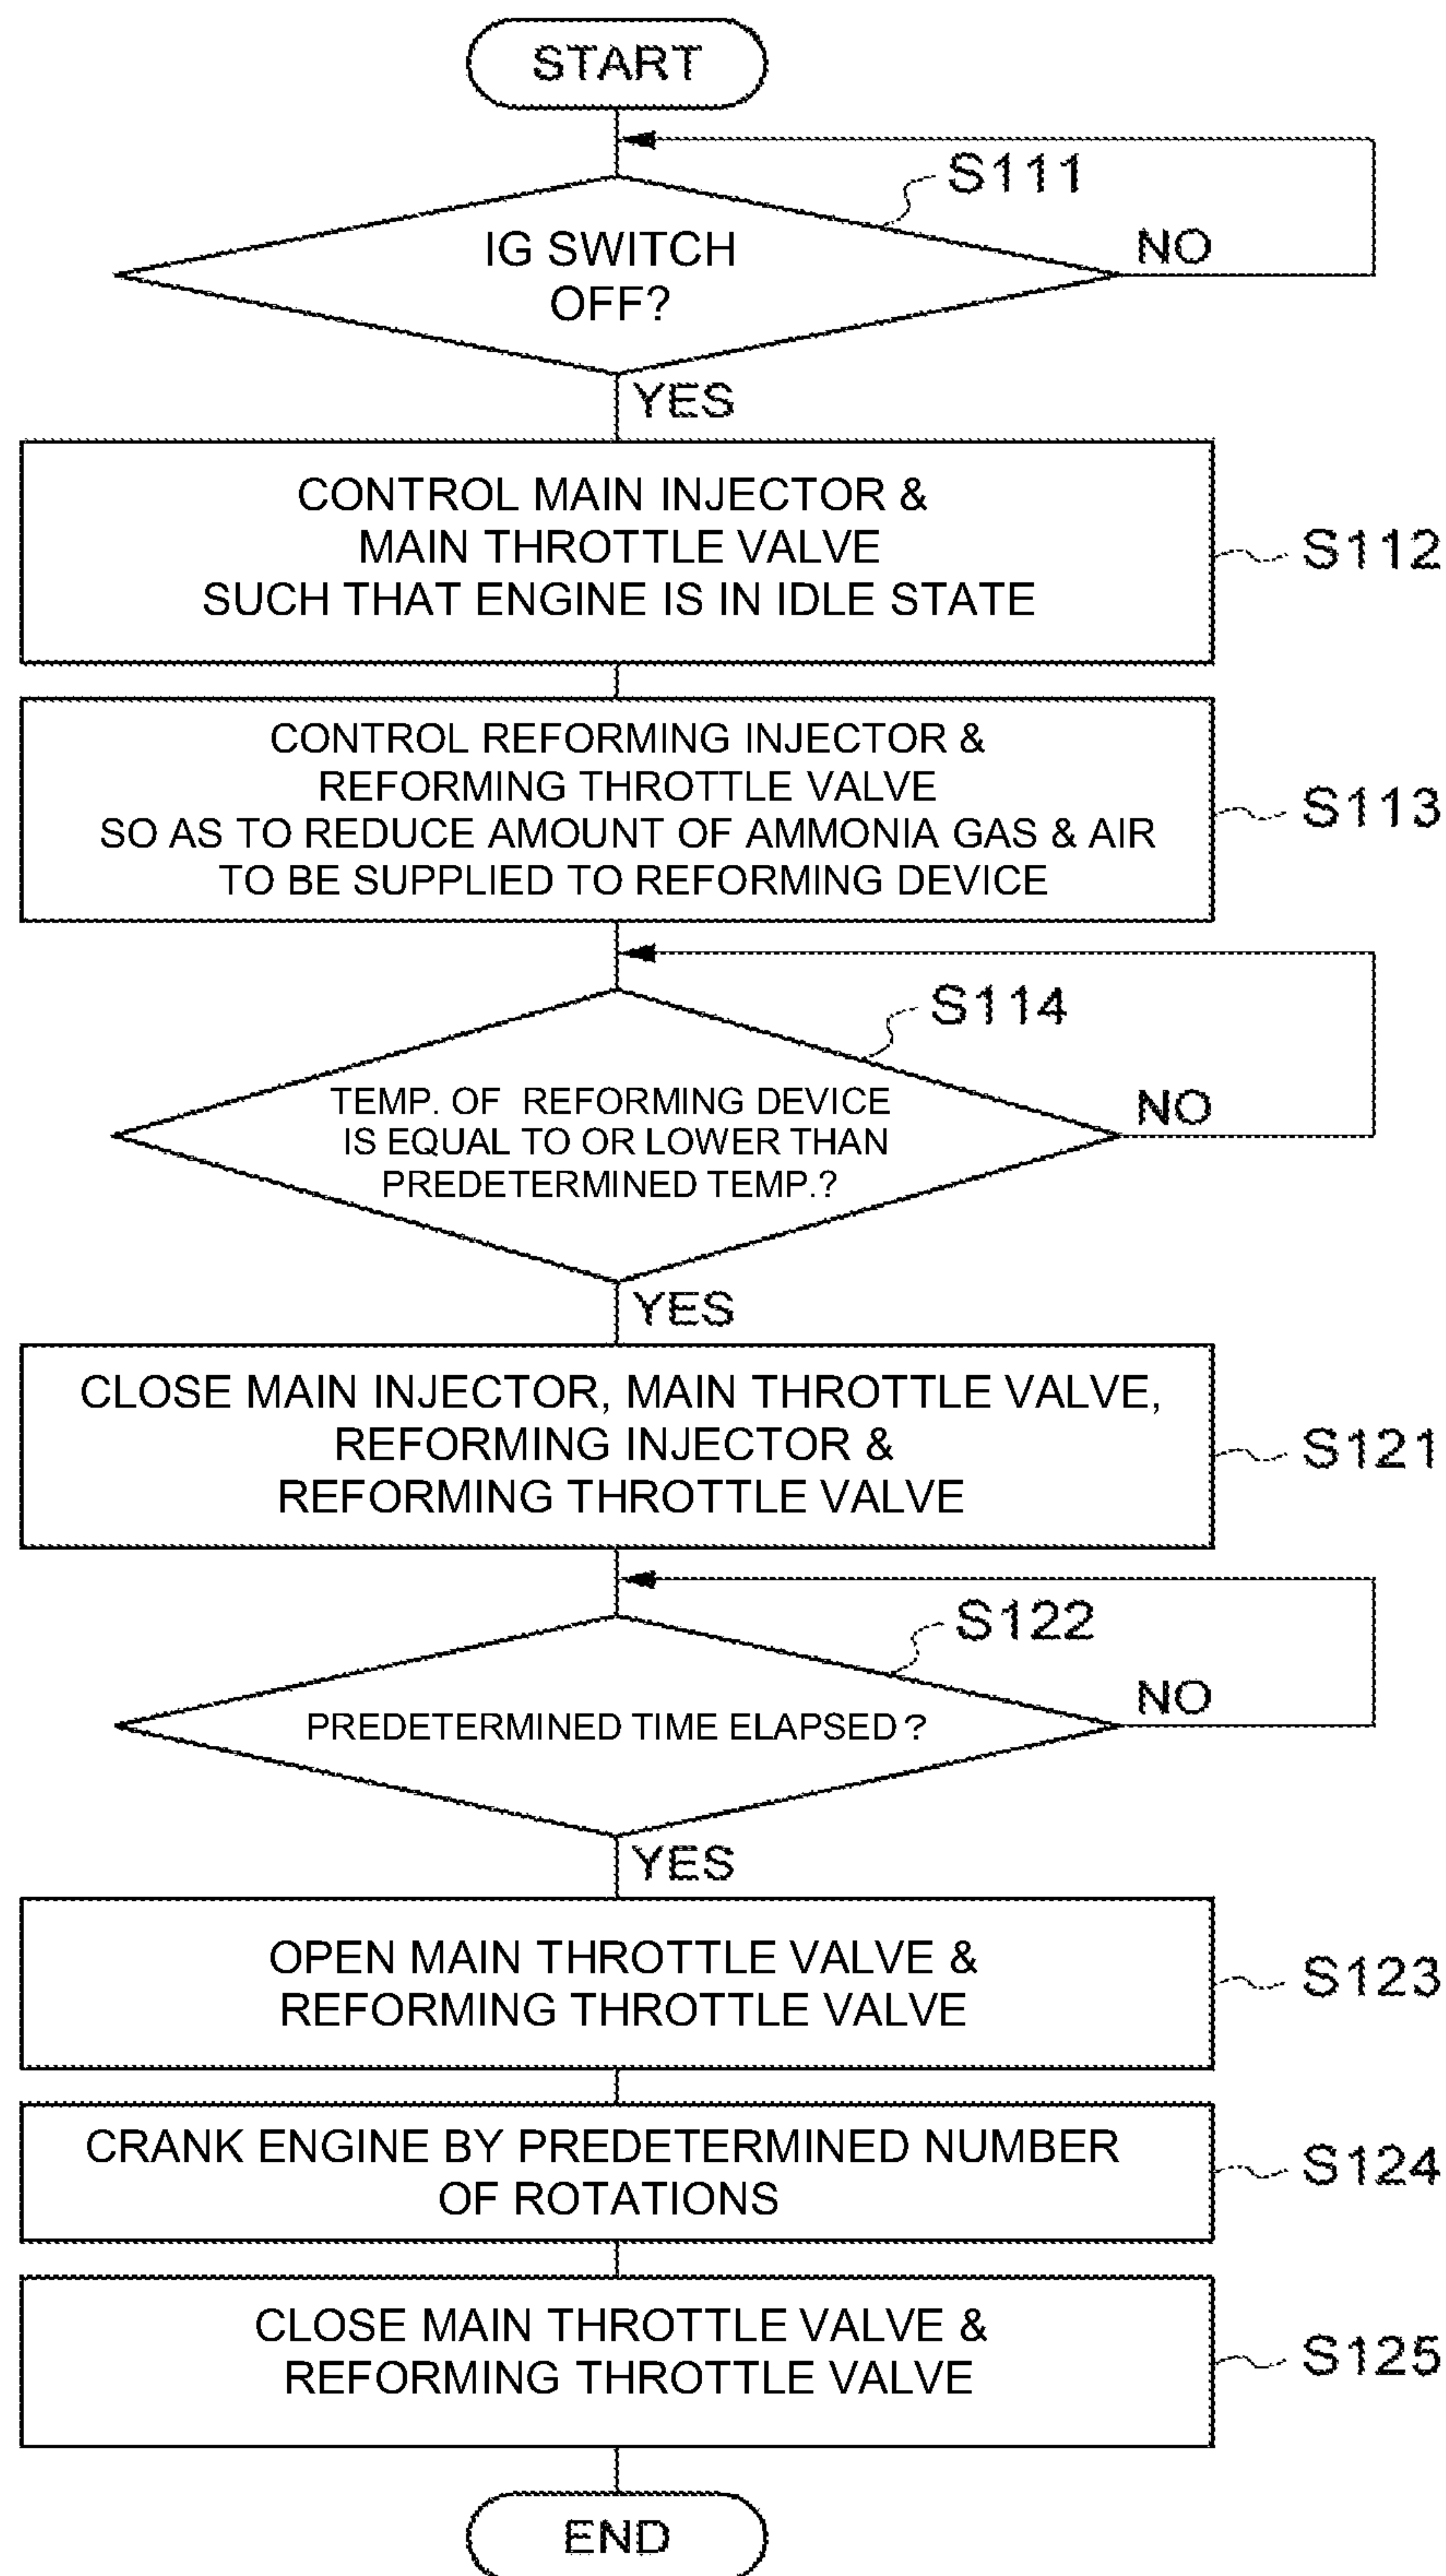 START
S111
IG SWITCH
OFF?
NO
YES
CONTROL MAIN INJECTOR &
MAIN THROTTLE VALVE
SUCH THAT ENGINE IS IN IDLE STATE
S112
CONTROL REFORMING INJECTOR &
REFORMING THROTTLE VALVE
SO AS TO REDUCE AMOUNT OF AMMONIA GAS & AIR
TO BE SUPPLIED TO REFORMING DEVICE
S113
S114
TEMP. OF REFORMING DEVICE
IS EQUAL TO OR LOWER THAN
PREDETERMINED TEMP.?
NO
YES
CLOSE MAIN INJECTOR, MAIN THROTTLE VALVE,
REFORMING INJECTOR &
REFORMING THROTTLE VALVE
S121
S122
PREDETERMINED TIME ELAPSED?
NO
YES
OPEN MAIN THROTTLE VALVE &
REFORMING THROTTLE VALVE
S123
CRANK ENGINE BY PREDETERMINED NUMBER
OF ROTATIONS
S124
CLOSE MAIN THROTTLE VALVE &
REFORMING THROTTLE VALVE
S125
END